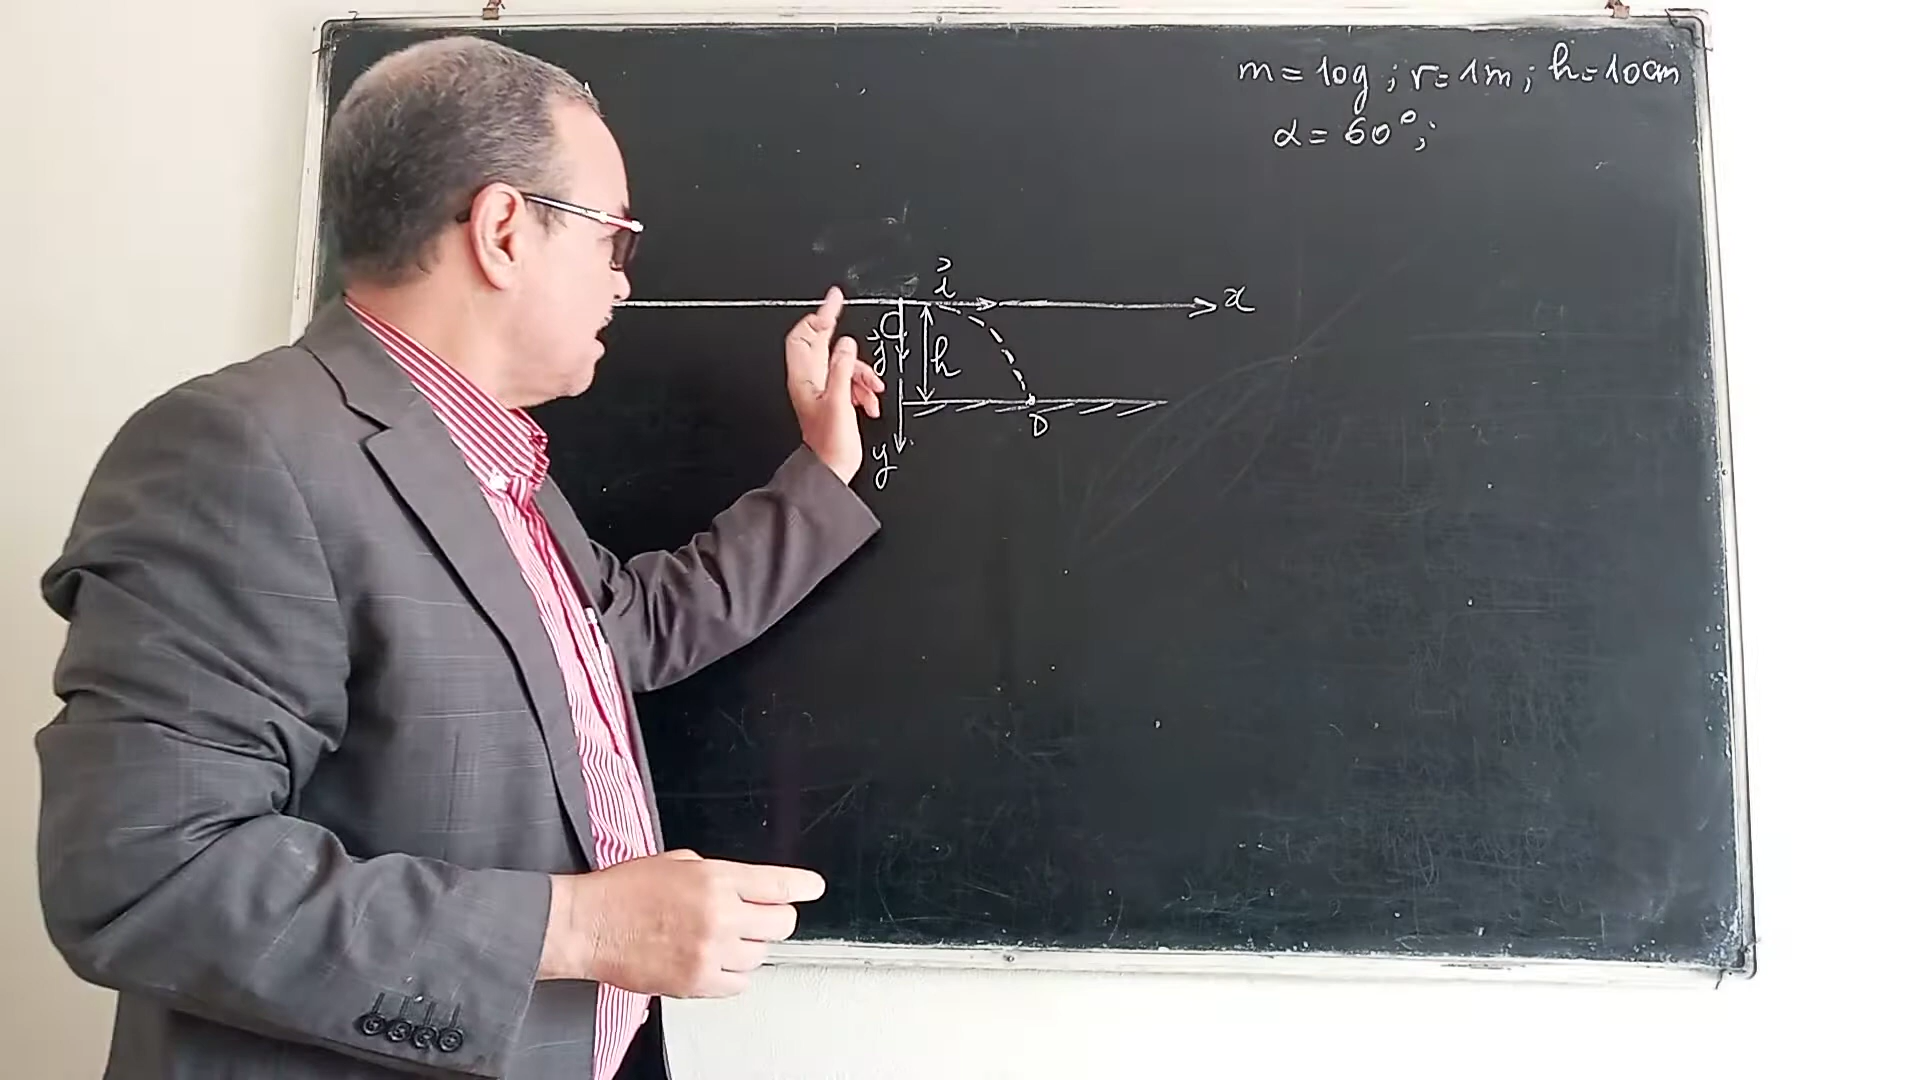 m = 10g ; r = 1m ; h = 10cm
α = 60° ;
i⃗
x
C
j⃗
h
D
y